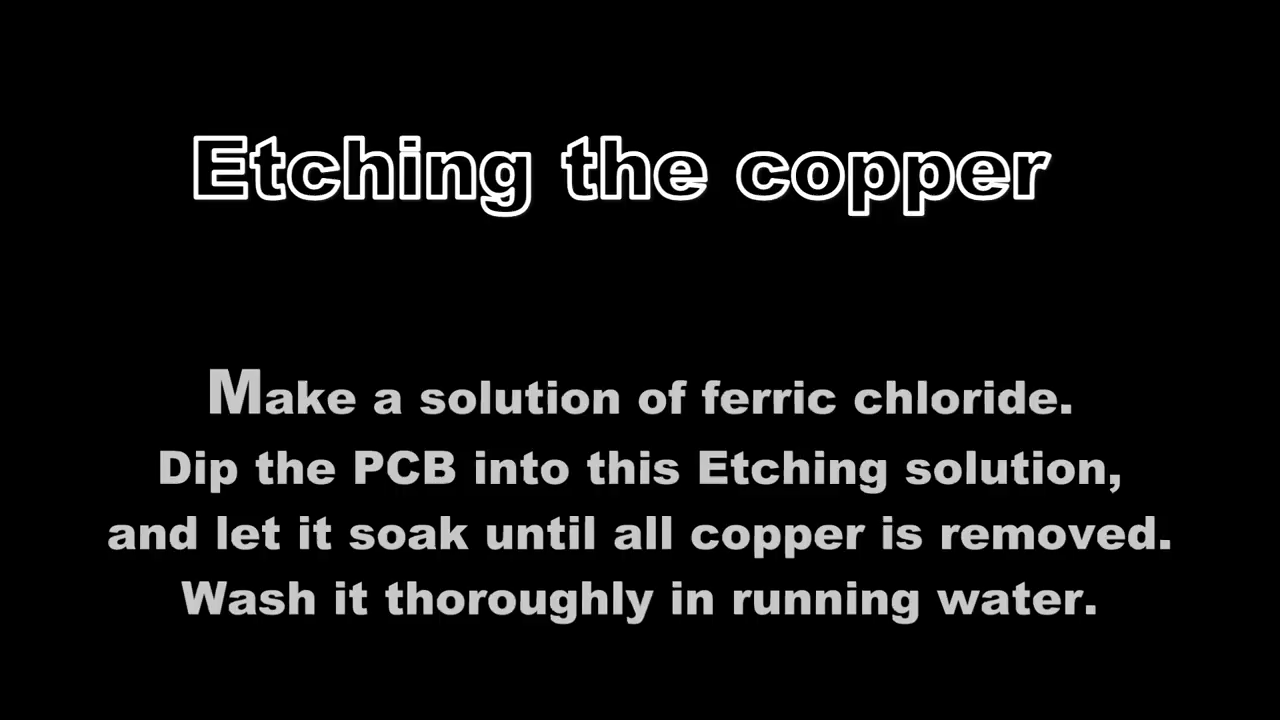 Etching the copper
Make a solution of ferric chloride.
Dip the PCB into this Etching solution,
and let it soak until all copper is removed.
Wash it thoroughly in running water.